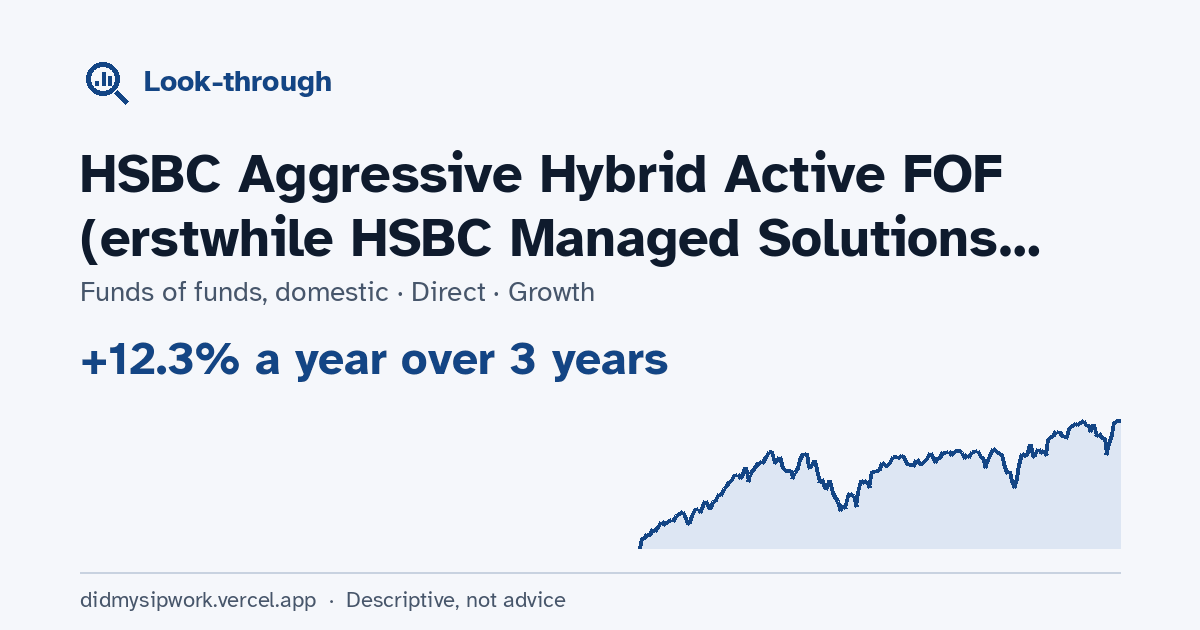 Look-through
HSBC Aggressive Hybrid Active FOF
(erstwhile HSBC Managed Solutions...
Funds of funds, domestic · Direct · Growth
+12.3% a year over 3 years
didmysipwork.vercel.app · Descriptive, not advice